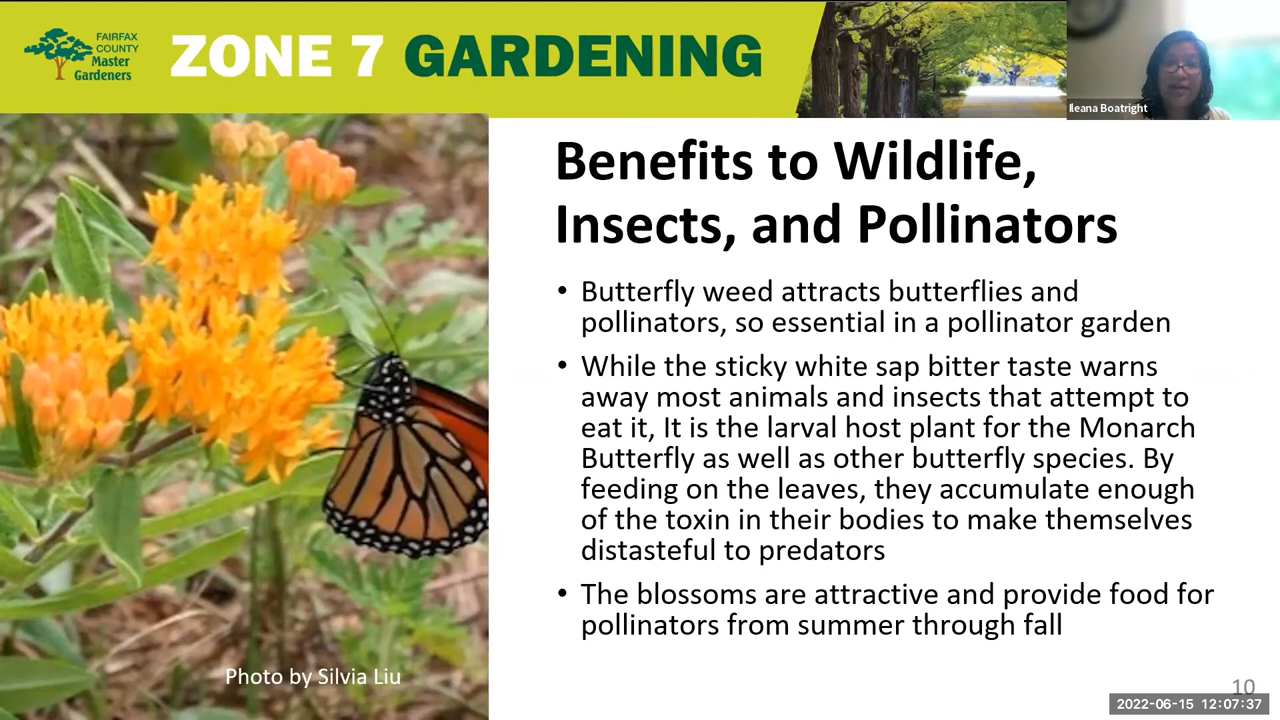 FAIRFAX
COUNTY
Master
Gardeners
ZONE 7 GARDENING
Ileana Boatright
Benefits to Wildlife,
Insects, and Pollinators
• Butterfly weed attracts butterflies and
pollinators, so essential in a pollinator garden
• While the sticky white sap bitter taste warns
away most animals and insects that attempt to
eat it, It is the larval host plant for the Monarch
Butterfly as well as other butterfly species. By
feeding on the leaves, they accumulate enough
of the toxin in their bodies to make themselves
distasteful to predators
• The blossoms are attractive and provide food for
pollinators from summer through fall
Photo by Silvia Liu
10
2022-06-15 12:07:37